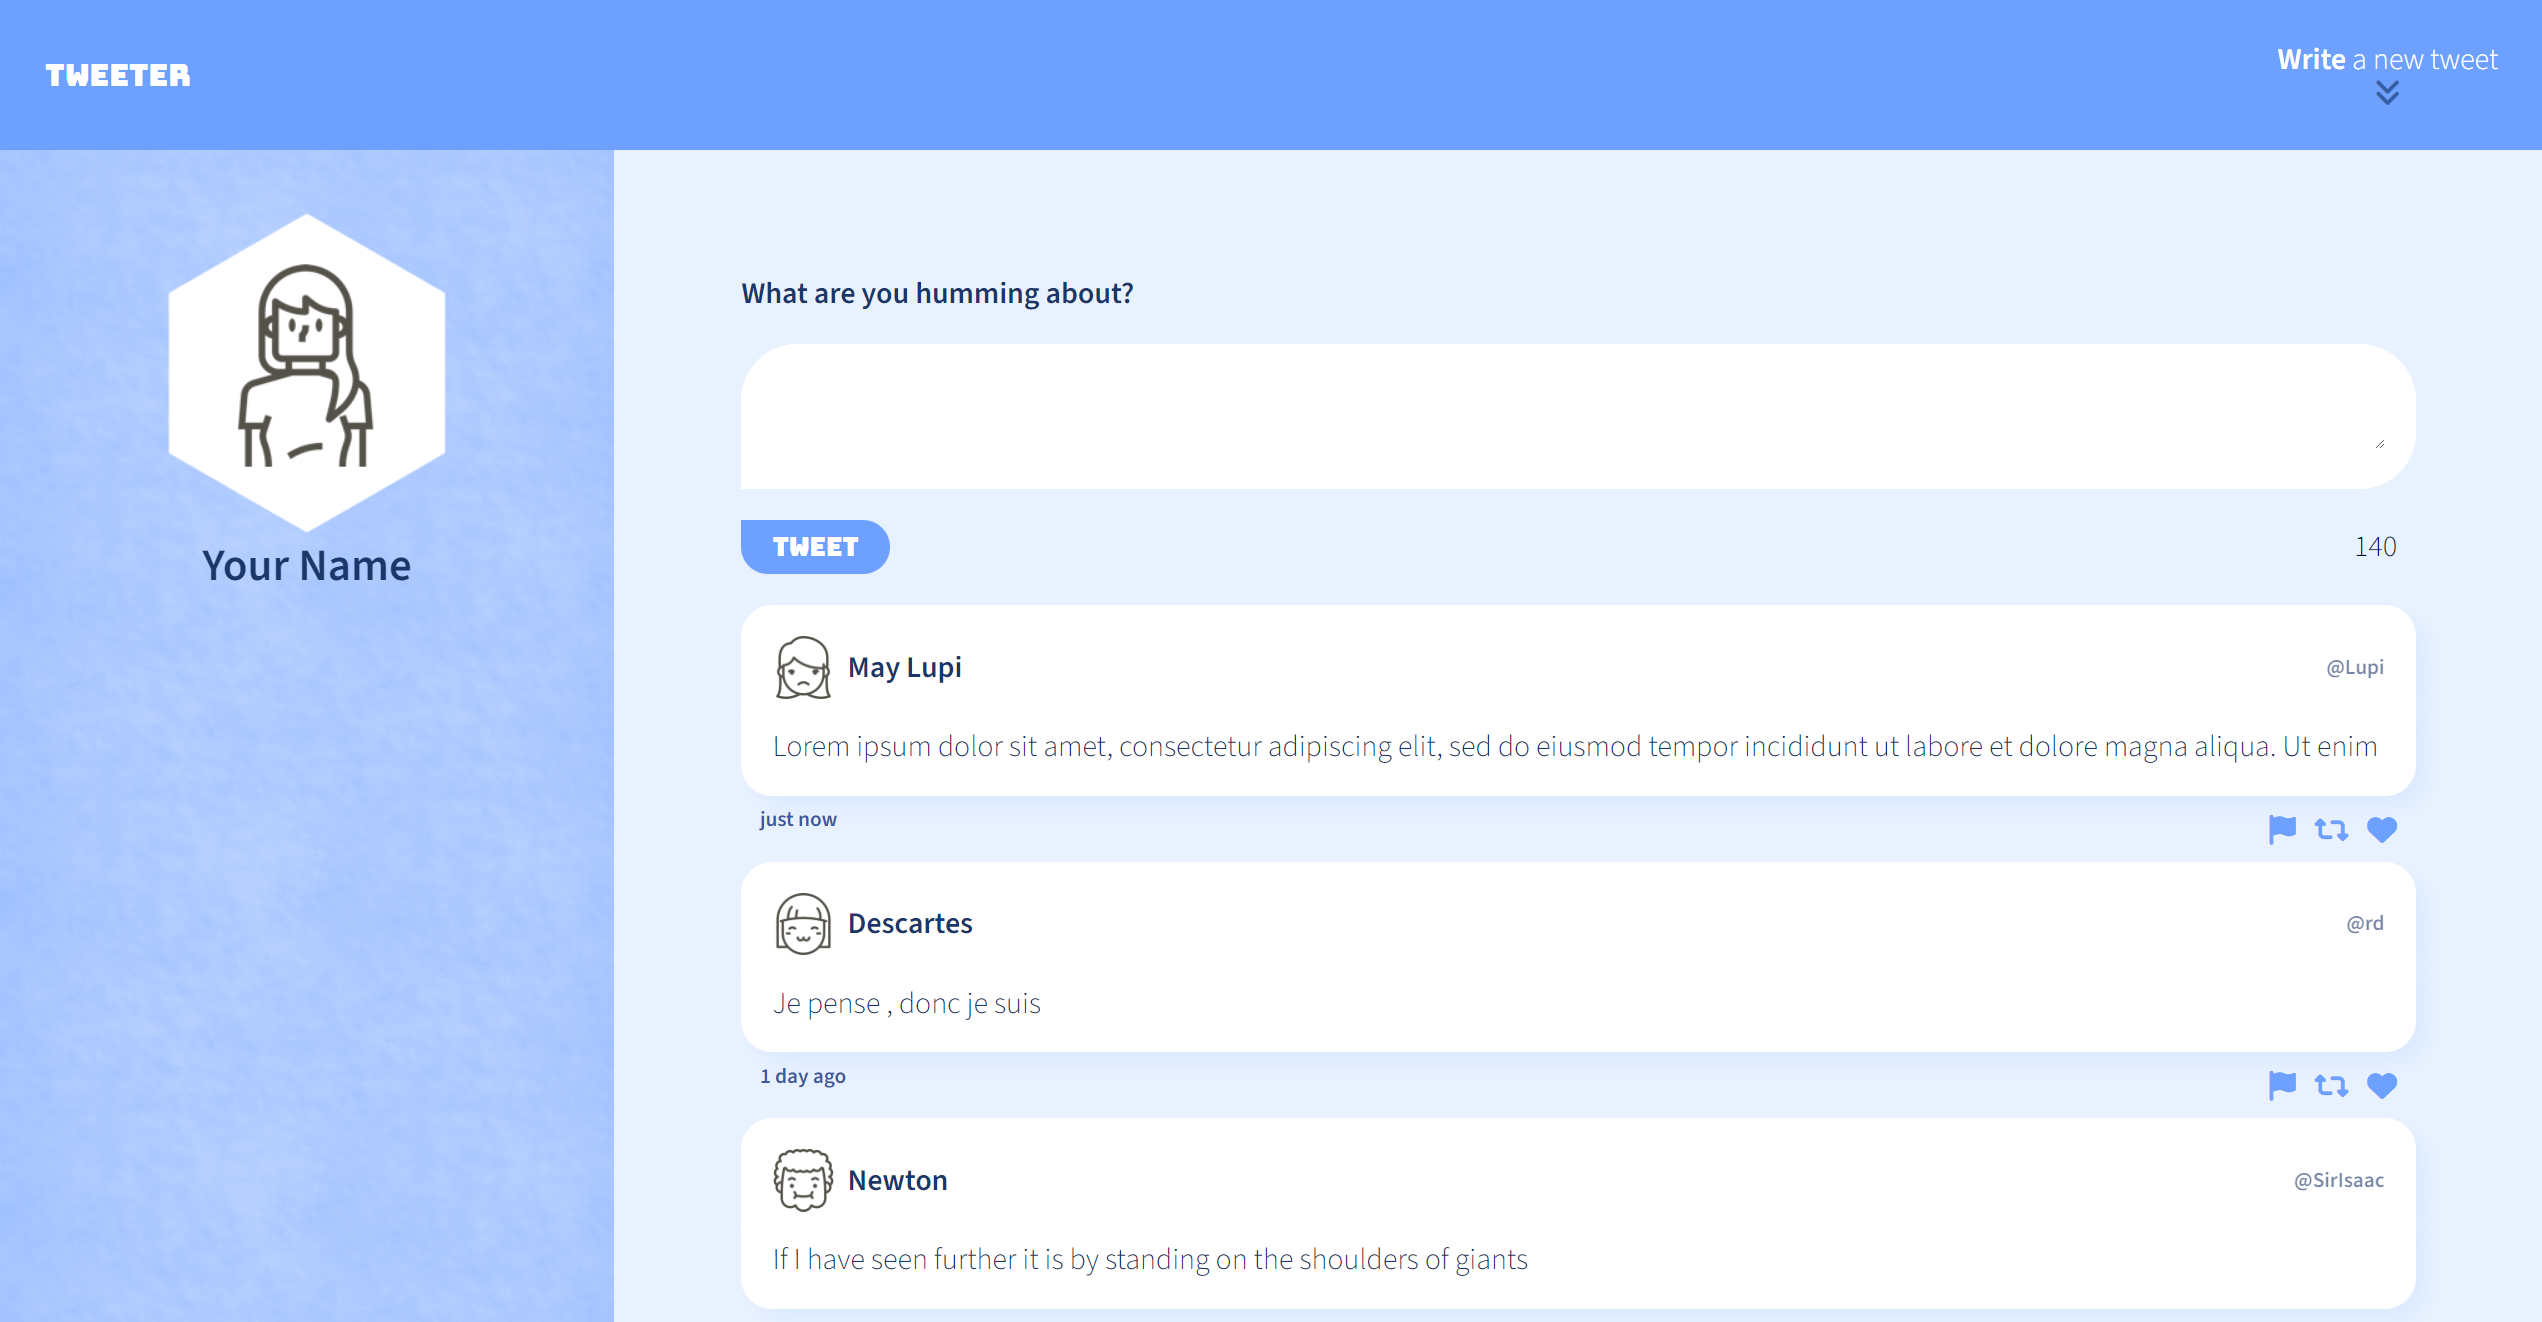 TWEETER
Write a new tweet
Your Name
What are you humming about?
TWEET
140
May Lupi
@Lupi
Lorem ipsum dolor sit amet, consectetur adipiscing elit, sed do eiusmod tempor incididunt ut labore et dolore magna aliqua. Ut enim
just now
Descartes
@rd
Je pense , donc je suis
1 day ago
Newton
@SirIsaac
If I have seen further it is by standing on the shoulders of giants